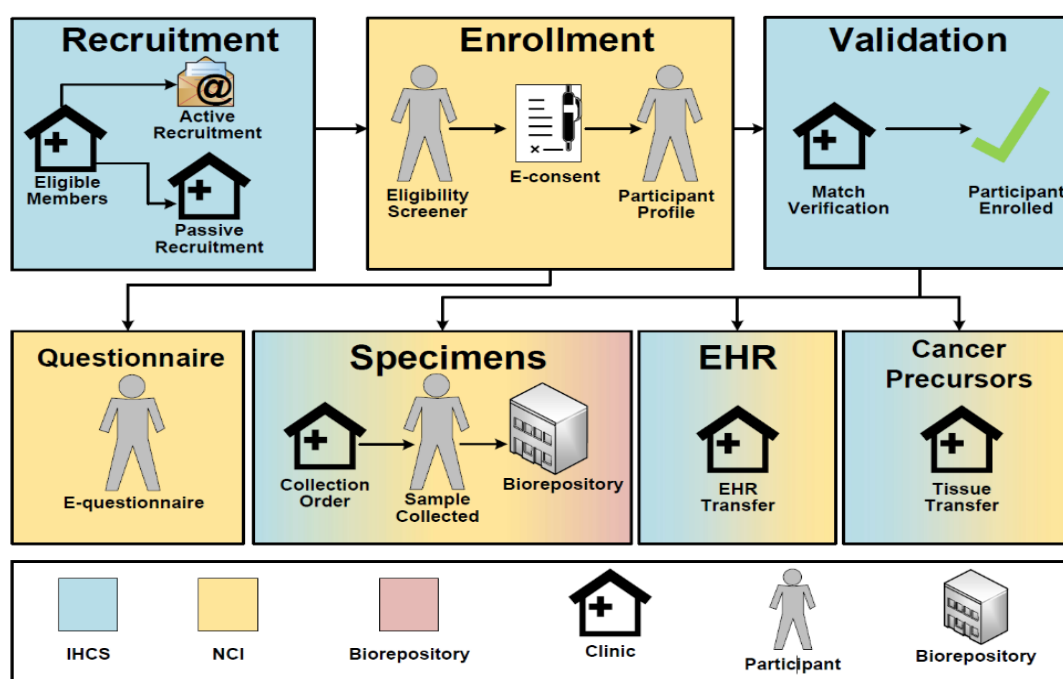 Recruitment
Active
Recruitment
Eligible
Members
Passive
Recruitment
Enrollment
Eligibility
Screener
E-consent
Participant
Profile
Validation
Match
Verification
Participant
Enrolled
Questionnaire
E-questionnaire
Specimens
Collection
Order
Sample
Collected
Biorepository
EHR
EHR
Transfer
Cancer
Precursors
Tissue
Transfer
IHCS
NCI
Biorepository
Clinic
Participant
Biorepository